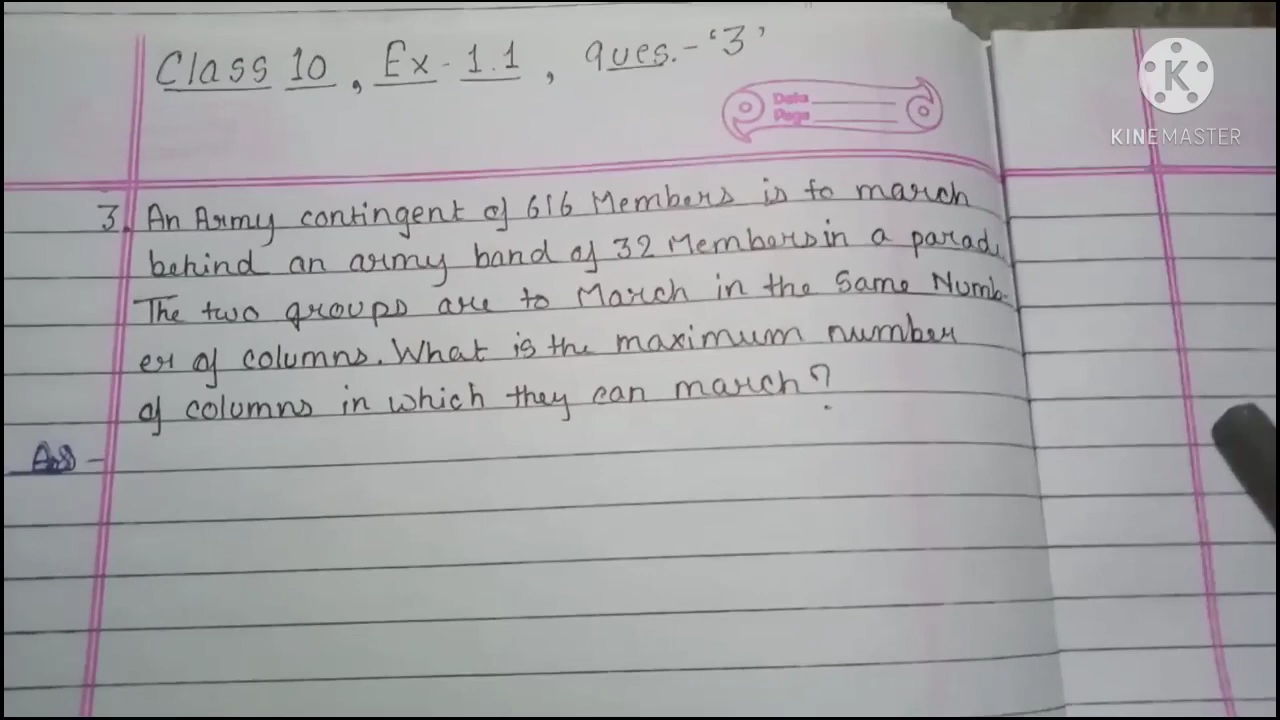 Class 10, Ex-1.1, ques.-'3'
Date
Page
K
KINEMASTER
3. An Army contingent of 616 Members is to march
behind an army band of 32 Members in a parad
The two groups are to March in the same Numb-
er of columns. What is the maximum number
of columns in which they can march?
Ans -